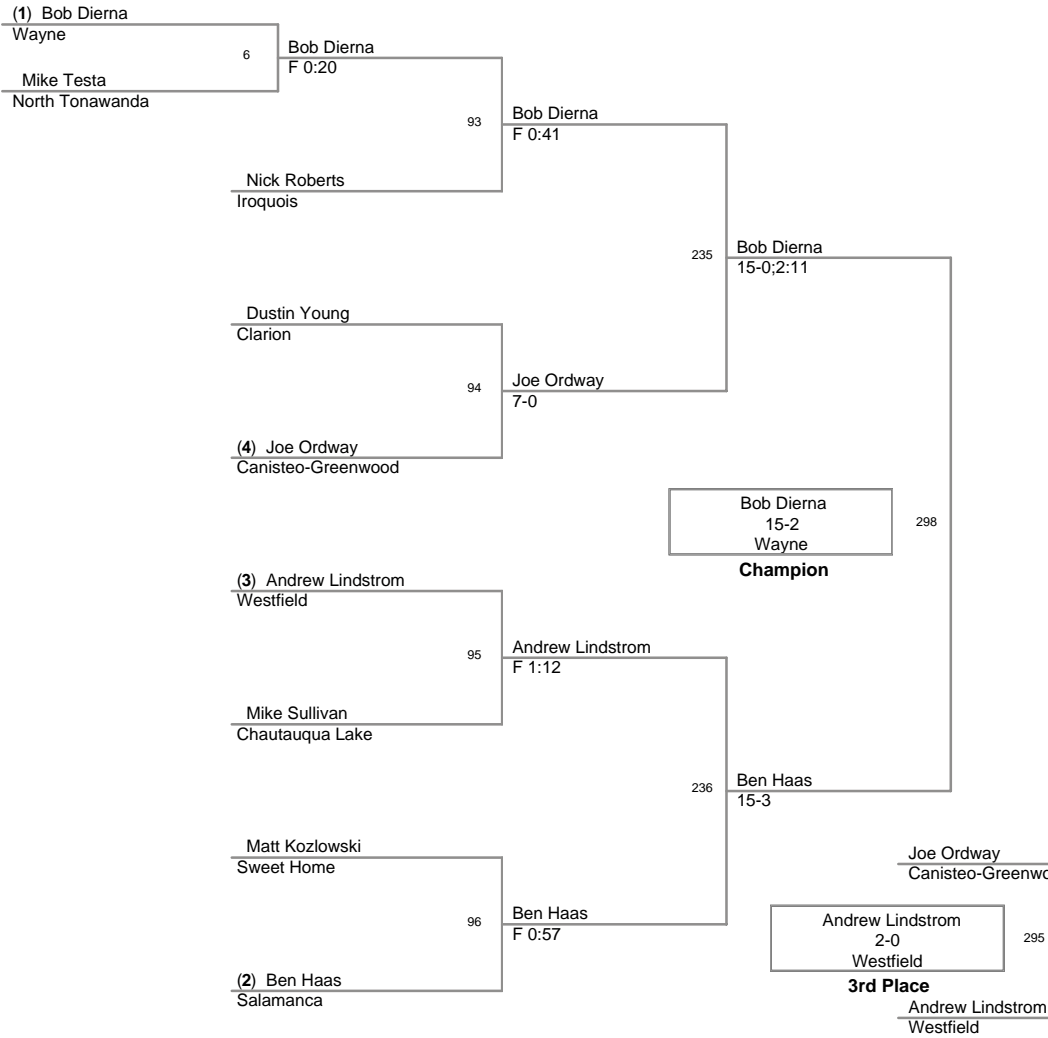 (1) Bob Dierna
Wayne
6
Mike Testa
North Tonawanda
Bob Dierna
F 0:20
93
Nick Roberts
Iroquois
Bob Dierna
F 0:41
235
Dustin Young
Clarion
94
(4) Joe Ordway
Canisteo-Greenwood
Joe Ordway
7-0
Bob Dierna
15-0;2:11
Bob Dierna
15-2
Wayne
Champion
298
(3) Andrew Lindstrom
Westfield
95
Mike Sullivan
Chautauqua Lake
Andrew Lindstrom
F 1:12
236
Matt Kozlowski
Sweet Home
96
(2) Ben Haas
Salamanca
Ben Haas
F 0:57
Ben Haas
15-3
Joe Ordway
Canisteo-Greenwo
Andrew Lindstrom
2-0
Westfield
3rd Place
295
Andrew Lindstrom
Westfield